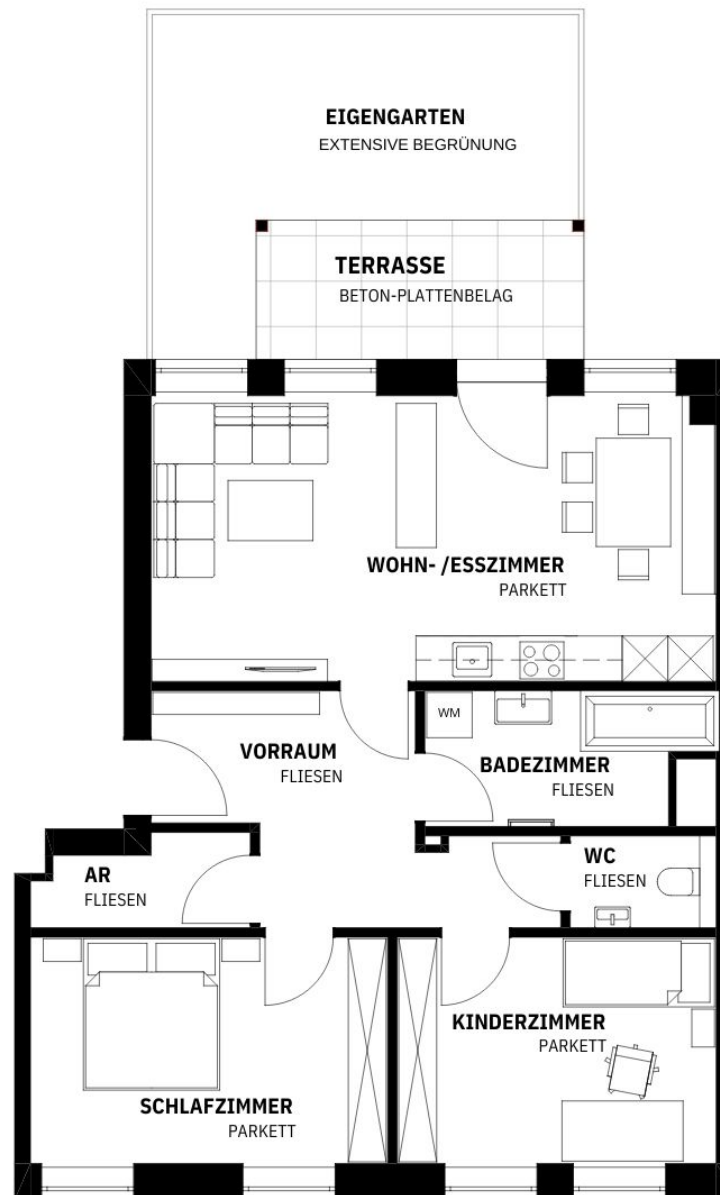 EIGENGARTEN
EXTENSIVE BEGRÜNUNG
TERRASSE
BETON-PLATTENBELAG
WOHN- /ESSZIMMER
PARKETT
WM
VORRAUM
FLIESEN
BADEZIMMER
FLIESEN
AR
FLIESEN
WC
FLIESEN
KINDERZIMMER
PARKETT
SCHLAFZIMMER
PARKETT